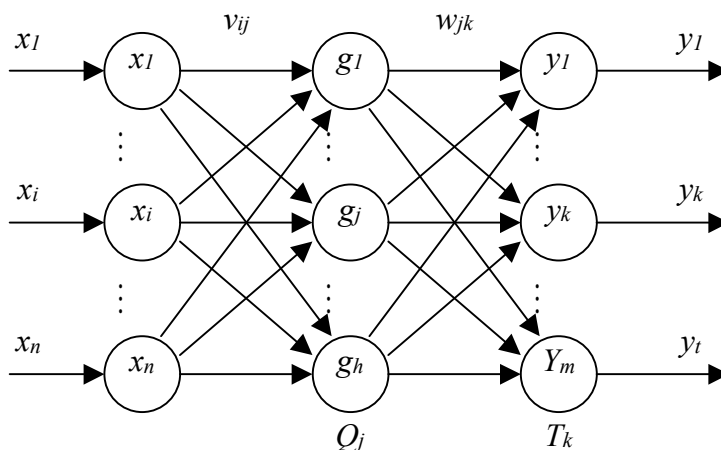 x1 vij wjk y1
x1 g1 y1
⋮ ⋮ ⋮
xi yk
xi gj yk
⋮ ⋮ ⋮
xn yt
xn gh Ym
Qj Tk